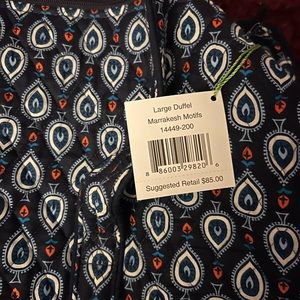 Large Duffel
Marrakesh Motifs
14449-200
8 86003 29820 6
Suggested Retail $85.00